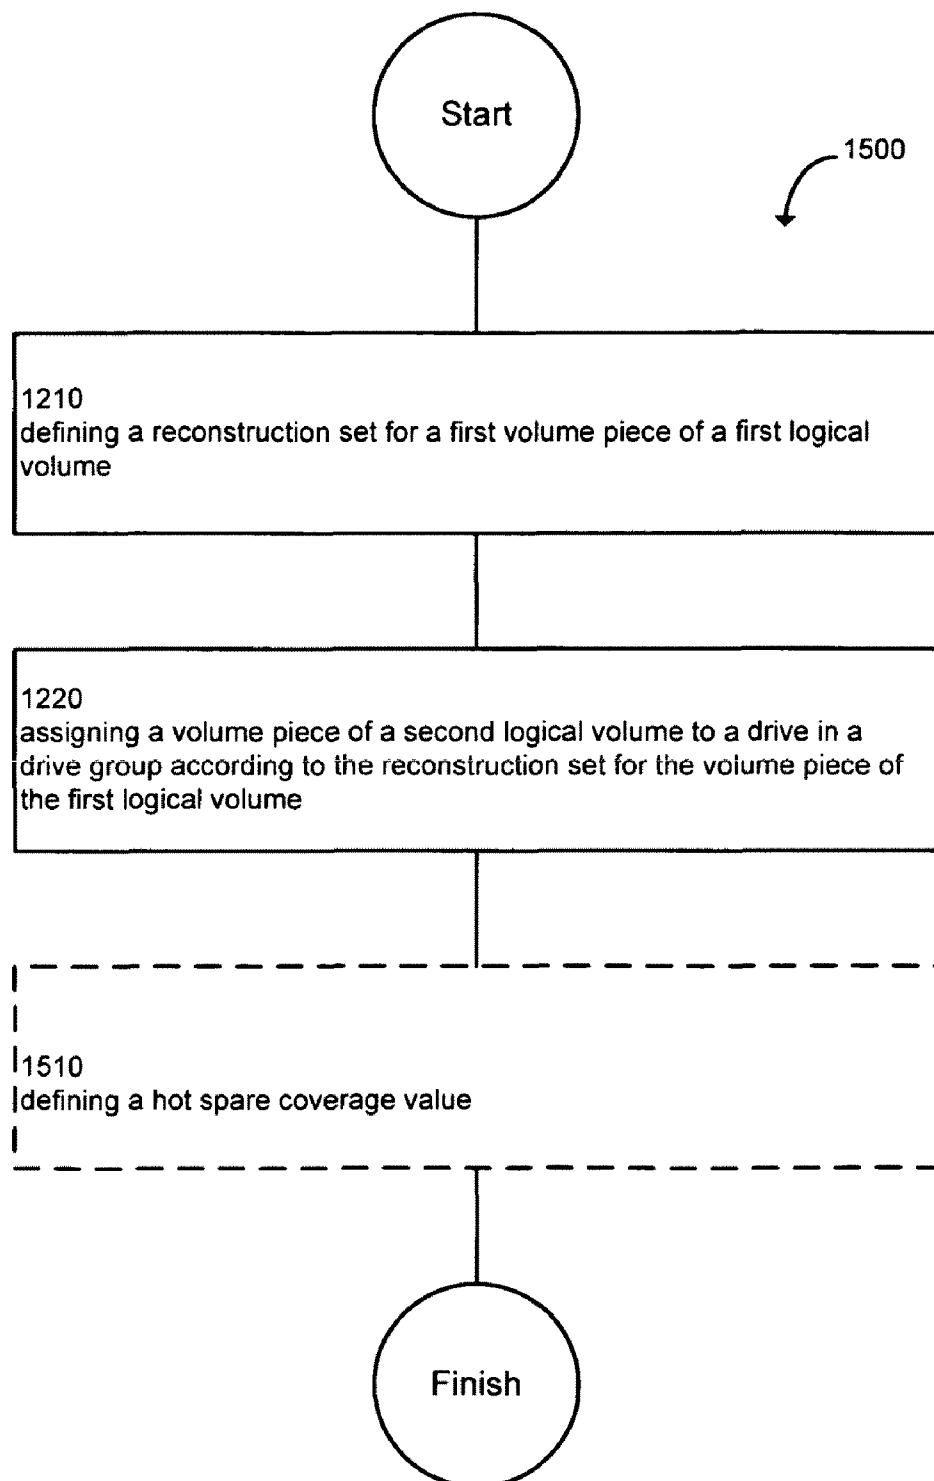 Start
1500
1210
defining a reconstruction set for a first volume piece of a first logical
volume
1220
assigning a volume piece of a second logical volume to a drive in a
drive group according to the reconstruction set for the volume piece of
the first logical volume
1510
defining a hot spare coverage value
Finish